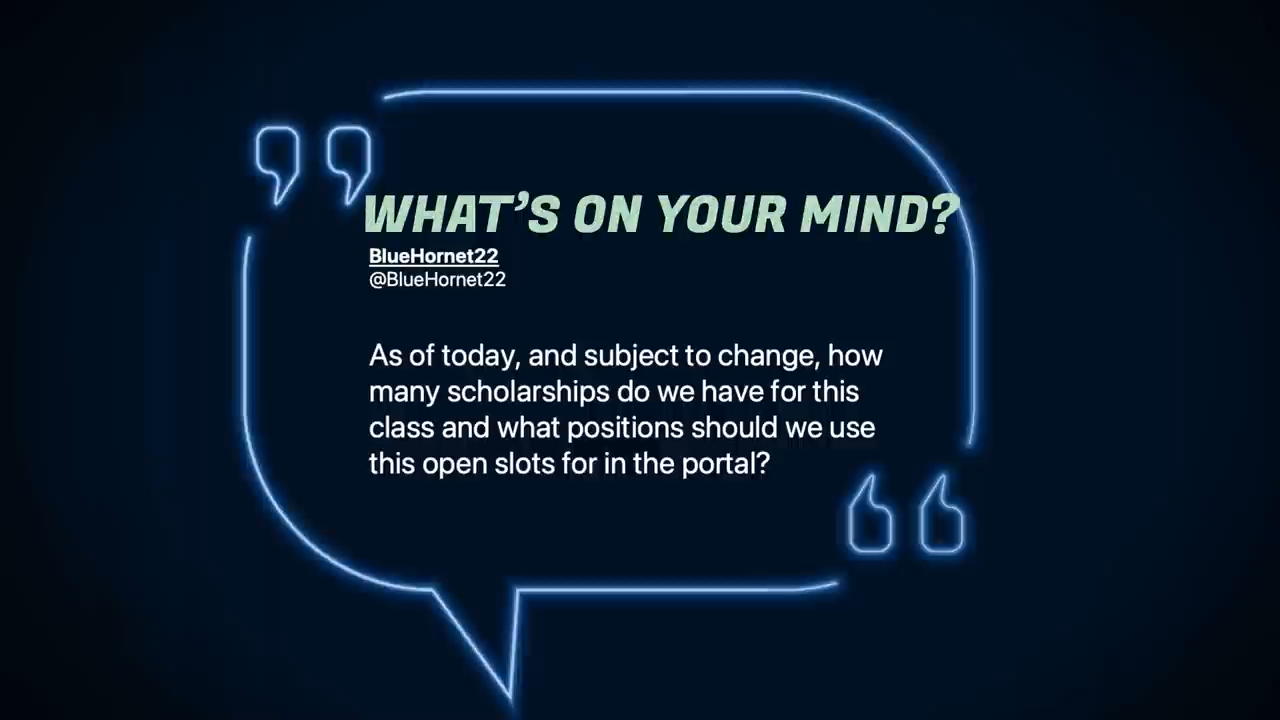 WHAT'S ON YOUR MIND?
BlueHornet22
@BlueHornet22
As of today, and subject to change, how
many scholarships do we have for this
class and what positions should we use
this open slots for in the portal?